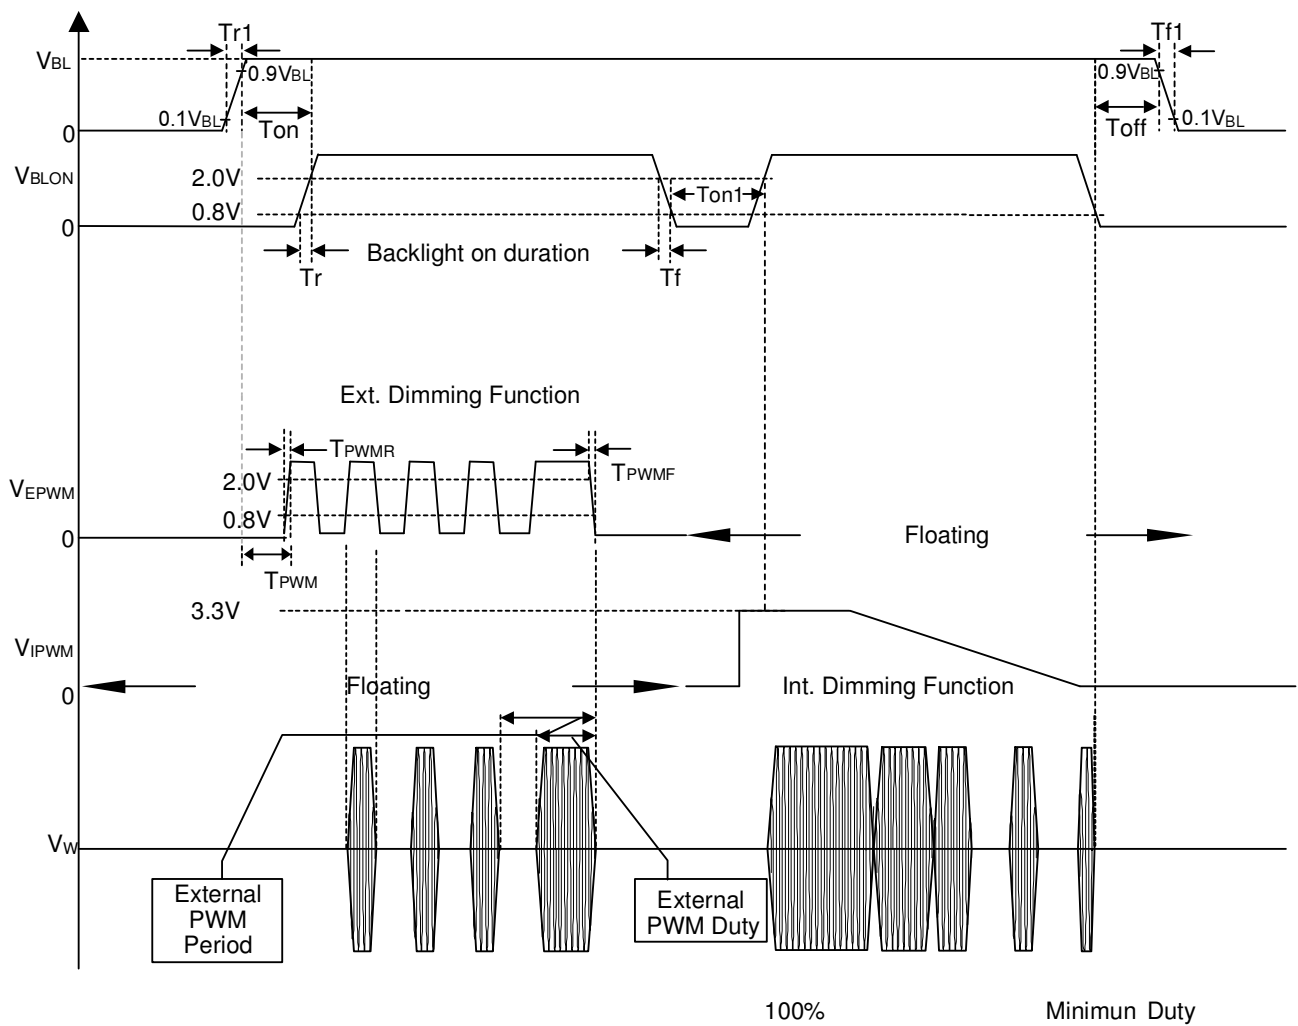 Tr1
Tf1
VBL
0.9VBL
0.9VBL
0.1VBL
Ton
Toff
0.1VBL
0
VBLON
2.0V
Ton1
0.8V
0
Backlight on duration
Tr
Tf
Ext. Dimming Function
TPWMR
TPWMF
2.0V
VEPWM
0.8V
0
Floating
TPWM
3.3V
VIPWM
0
Floating
Int. Dimming Function
VW
External
PWM
Period
External
PWM Duty
100%
Minimun Duty